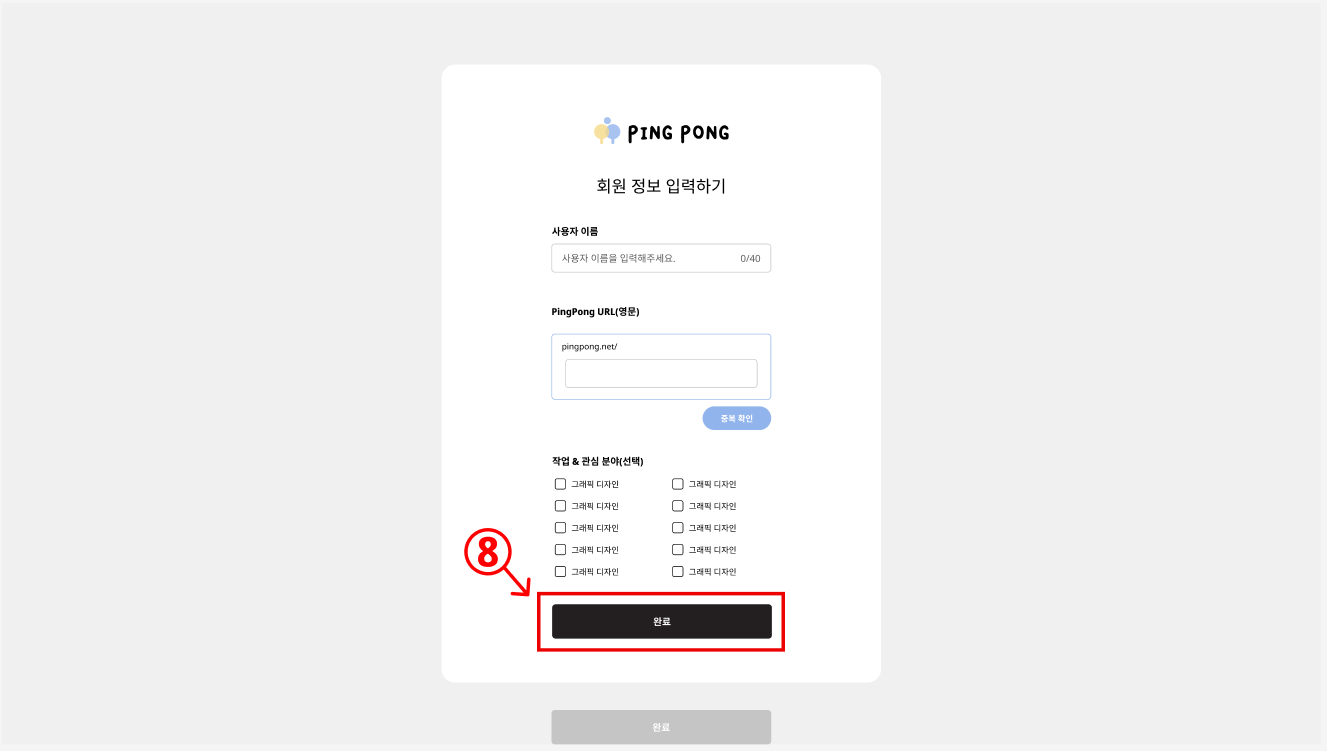 PING PONG
회원 정보 입력하기
사용자 이름
사용자 이름을 입력해주세요. 0/40
PingPong URL(영문)
pingpong.net/
중복 확인
작업 & 관심 분야(선택)
그래픽 디자인 그래픽 디자인
그래픽 디자인 그래픽 디자인
그래픽 디자인 그래픽 디자인
그래픽 디자인 그래픽 디자인
그래픽 디자인 그래픽 디자인
8
완료
완료